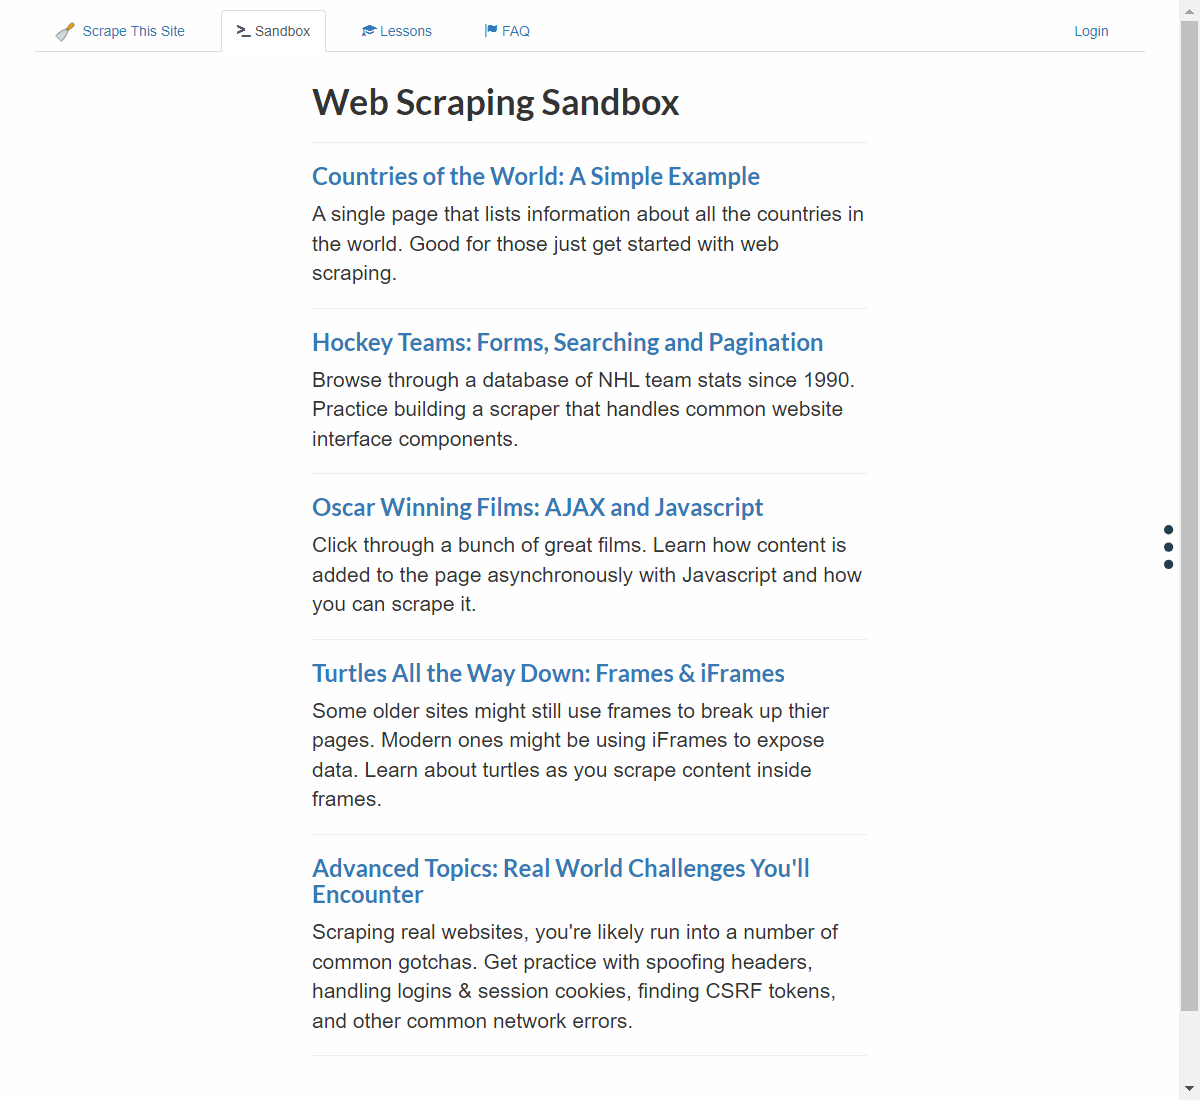 Scrape This Site
Sandbox
Lessons
FAQ
Login
Web Scraping Sandbox
Countries of the World: A Simple Example
A single page that lists information about all the countries in
the world. Good for those just get started with web
scraping.
Hockey Teams: Forms, Searching and Pagination
Browse through a database of NHL team stats since 1990.
Practice building a scraper that handles common website
interface components.
Oscar Winning Films: AJAX and Javascript
Click through a bunch of great films. Learn how content is
added to the page asynchronously with Javascript and how
you can scrape it.
Turtles All the Way Down: Frames & iFrames
Some older sites might still use frames to break up thier
pages. Modern ones might be using iFrames to expose
data. Learn about turtles as you scrape content inside
frames.
Advanced Topics: Real World Challenges You'll
Encounter
Scraping real websites, you're likely run into a number of
common gotchas. Get practice with spoofing headers,
handling logins & session cookies, finding CSRF tokens,
and other common network errors.